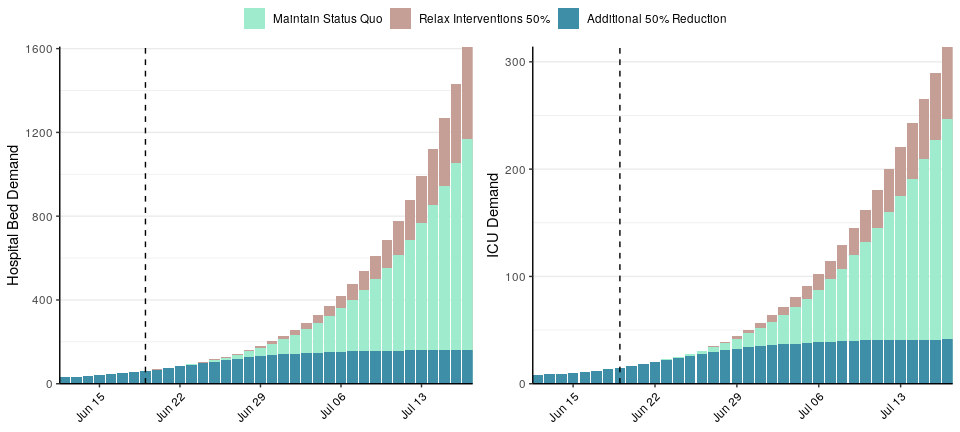 Maintain Status Quo Relax Interventions 50% Additional 50% Reduction
Hospital Bed Demand
1600
1200
800
400
0
Jun 15 Jun 22 Jun 29 Jul 06 Jul 13
ICU Demand
300
200
100
0
Jun 15 Jun 22 Jun 29 Jul 06 Jul 13